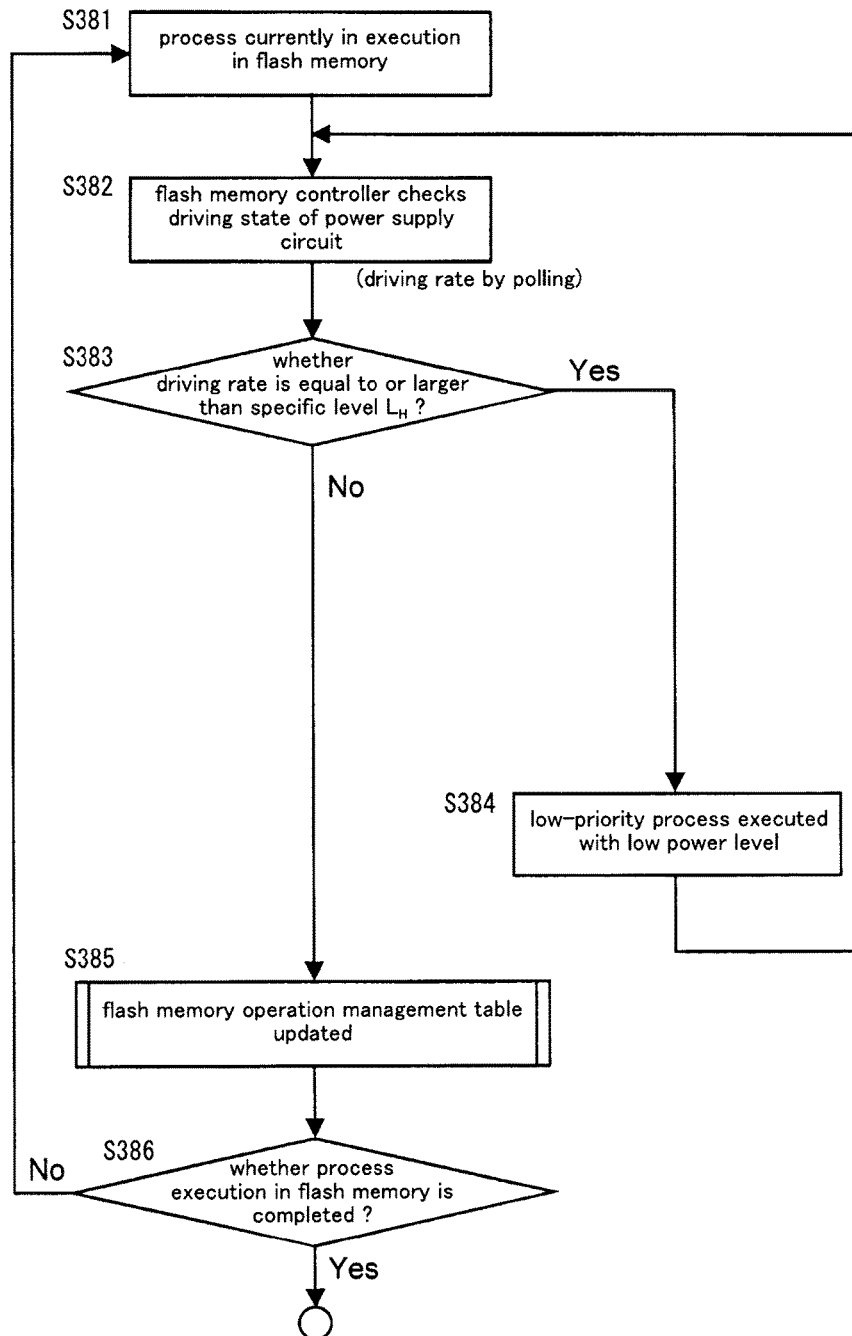 S381
process currently in execution
in flash memory
S382
flash memory controller checks
driving state of power supply
circuit
(driving rate by polling)
S383
whether
driving rate is equal to or larger
than specific level LH ?
Yes
No
S384
low-priority process executed
with low power level
S385
flash memory operation management table
updated
S386
whether process
execution in flash memory is
completed ?
No
Yes